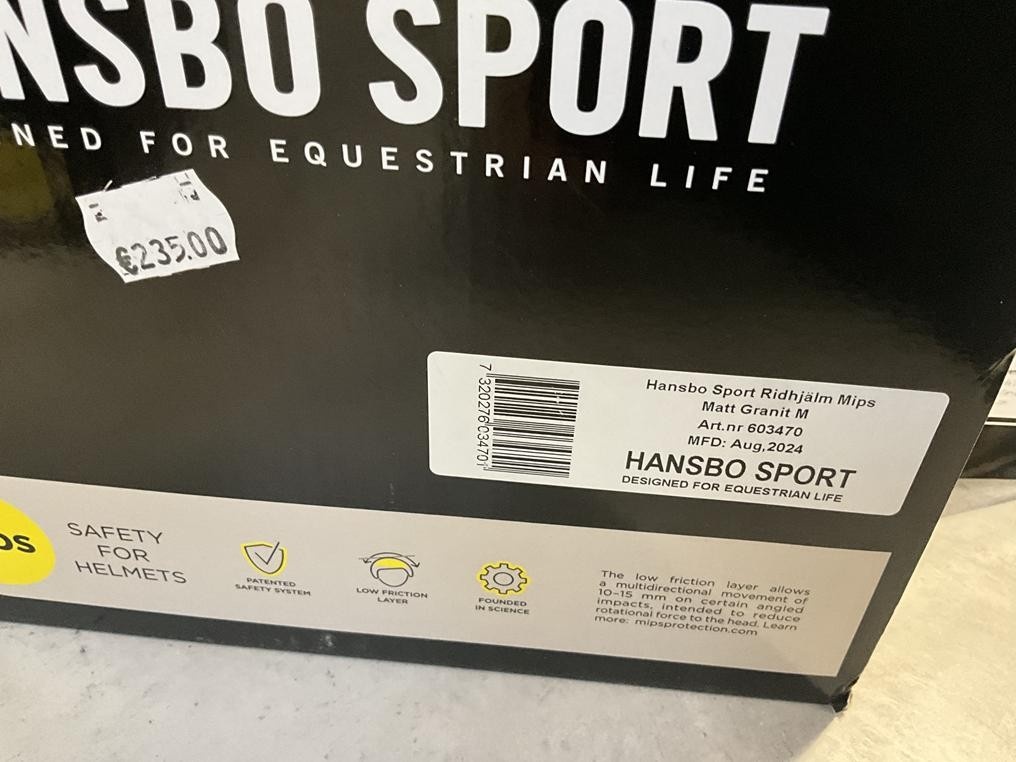 NSBO SPORT
NED FOR EQUESTRIAN LIFE
€235.00
7 320276 034701
Hansbo Sport Ridhjälm Mips
Matt Granit M
Art.nr 603470
MFD: Aug,2024
HANSBO SPORT
DESIGNED FOR EQUESTRIAN LIFE
SAFETY
FOR
HELMETS
PATENTED
SAFETY SYSTEM
LOW FRICTION
LAYER
FOUNDED
IN SCIENCE
The low friction layer allows
a multidirectional movement of
10–15 mm on certain angled
impacts, intended to reduce
rotational force to the head. Learn
more: mipsprotection.com